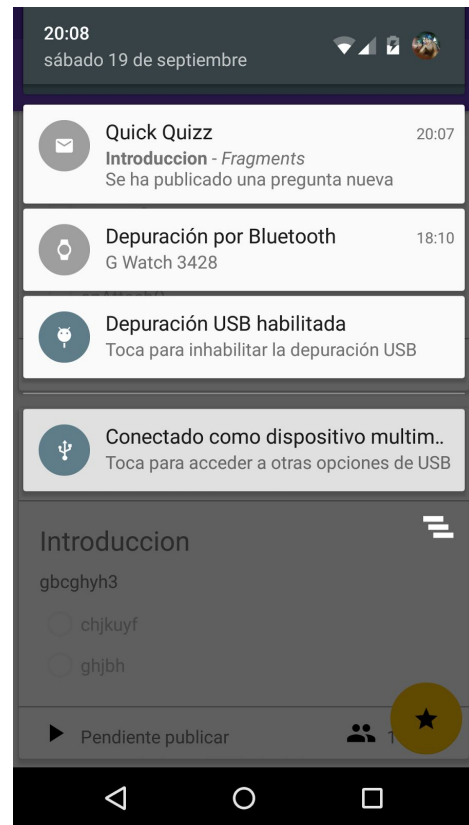 20:08
sábado 19 de septiembre
Quick Quizz 20:07
Introduccion - Fragments
Se ha publicado una pregunta nueva
Depuración por Bluetooth 18:10
G Watch 3428
Depuración USB habilitada
Toca para inhabilitar la depuración USB
Conectado como dispositivo multim..
Toca para acceder a otras opciones de USB
Introduccion
gbcghyh3
chjkuyf
ghjbh
Pendiente publicar 1